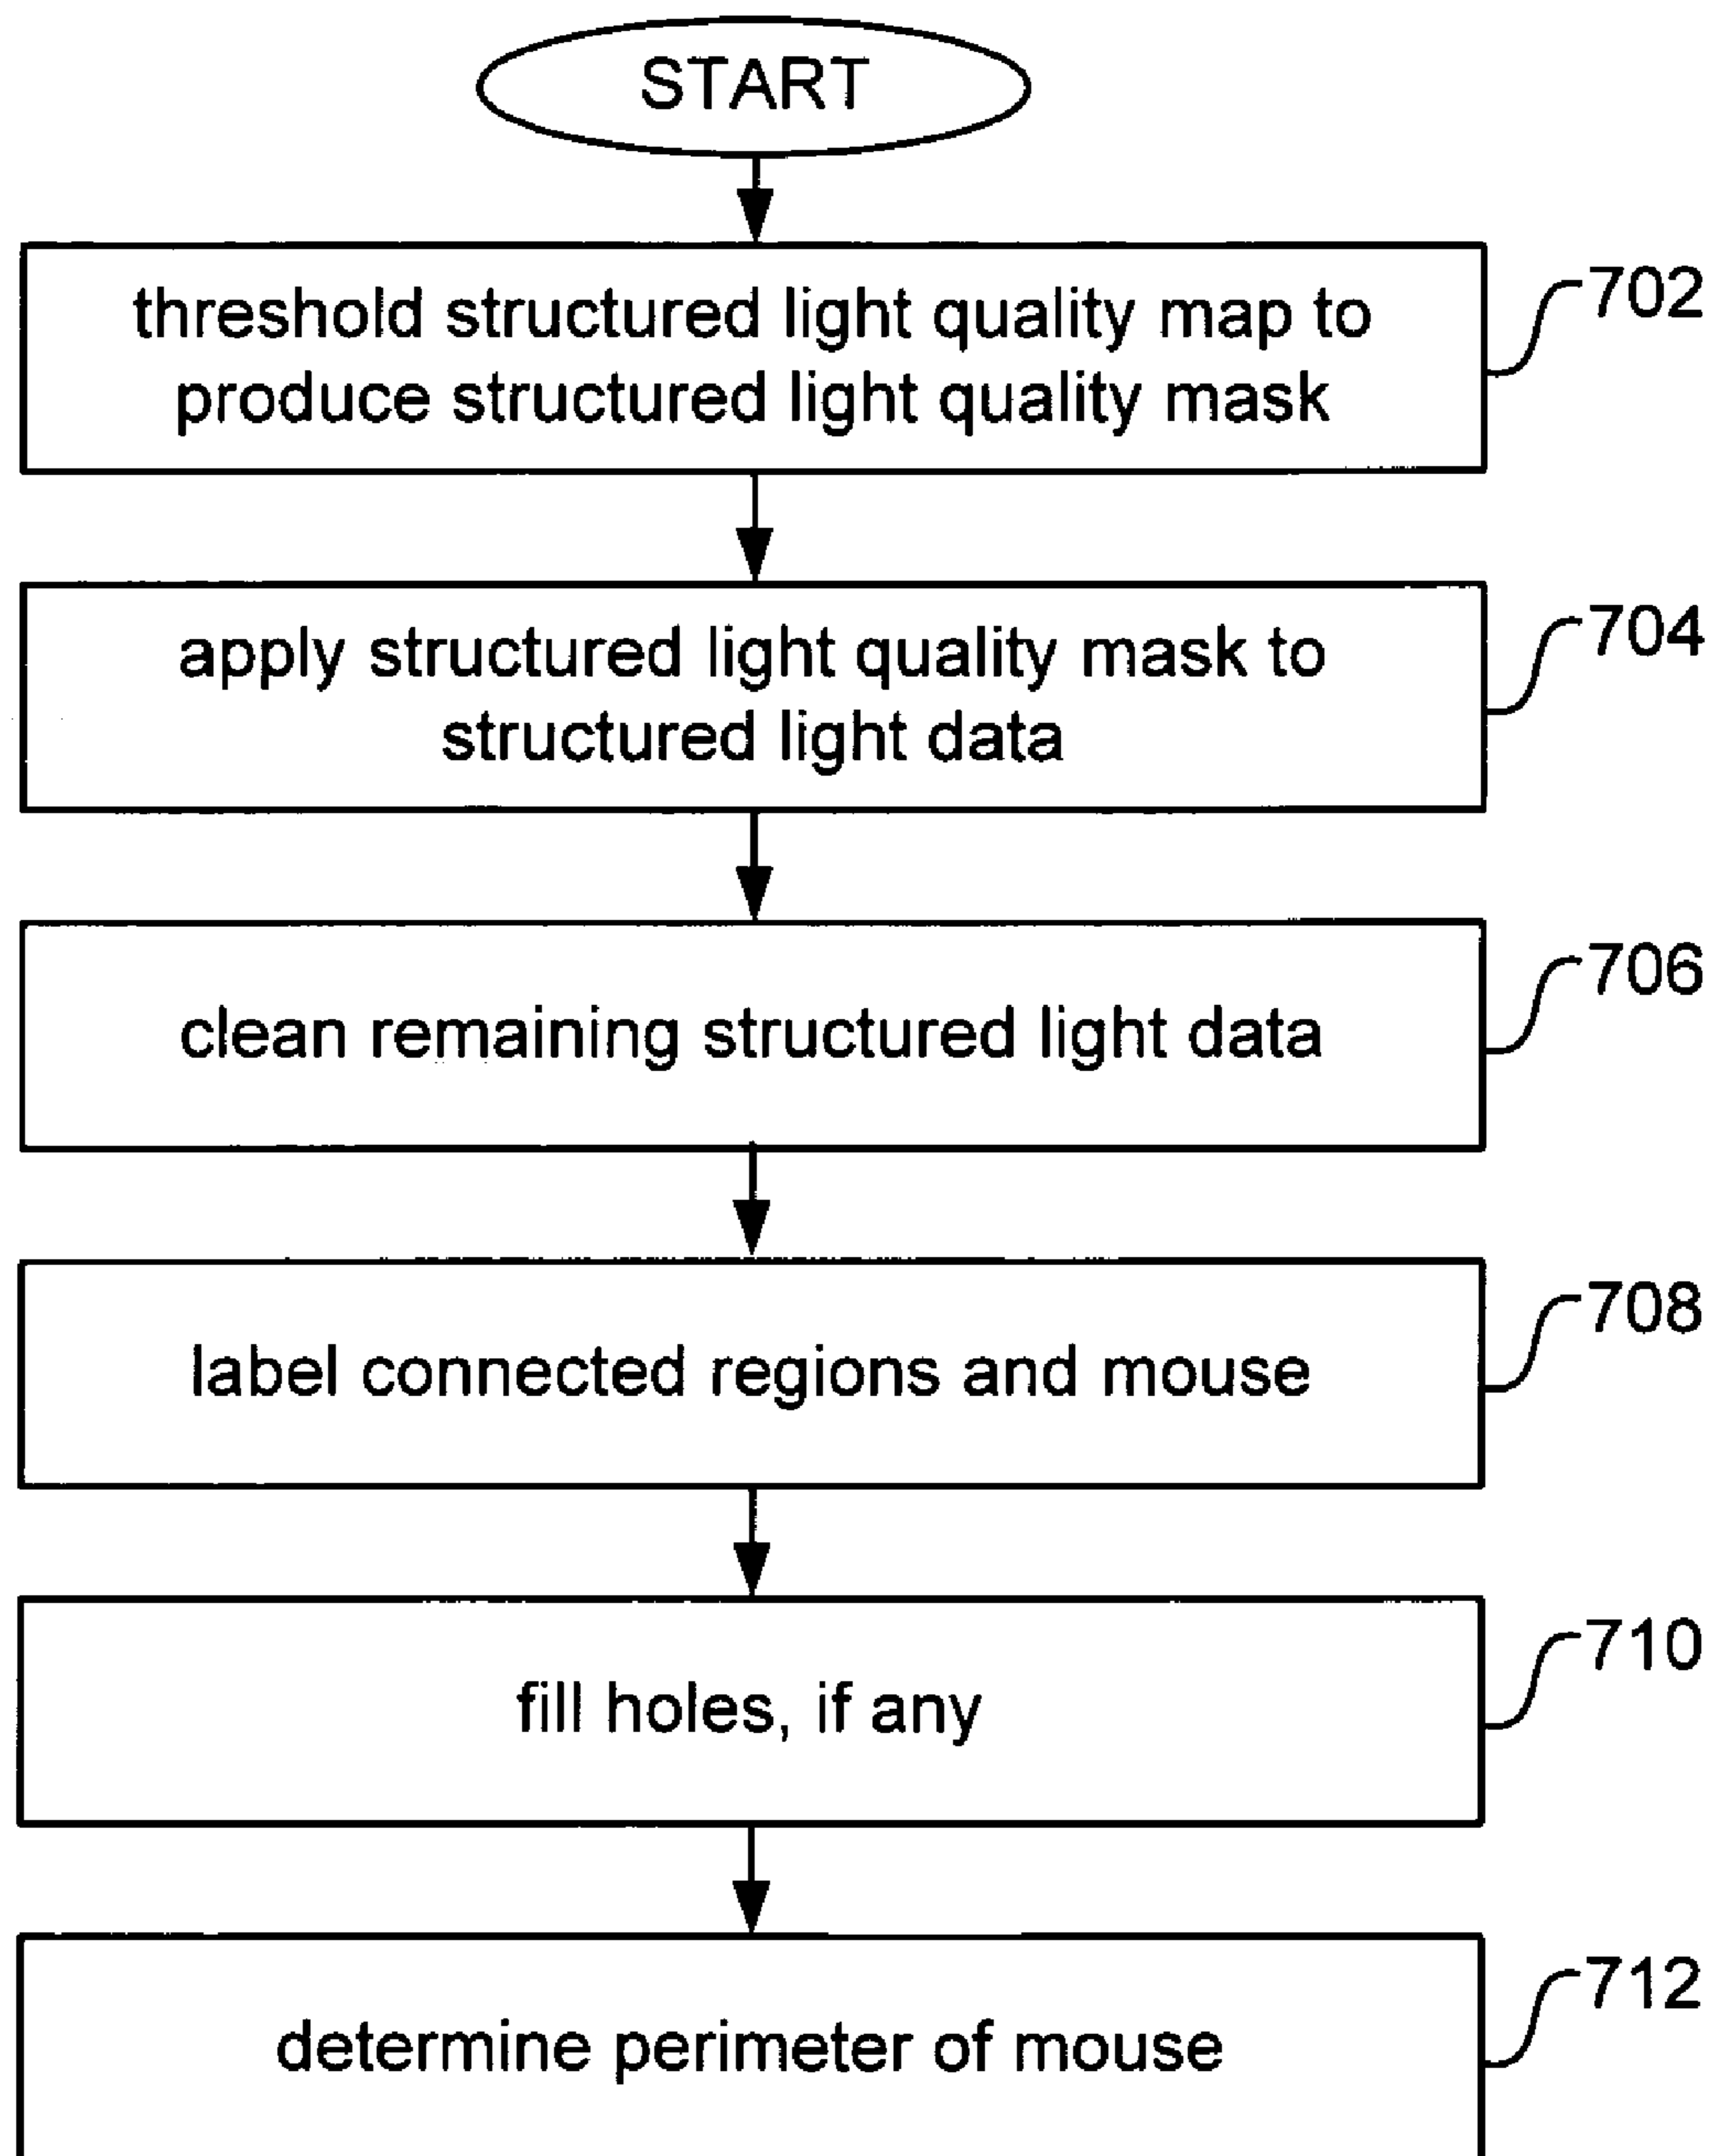 START
threshold structured light quality map to
produce structured light quality mask
702
apply structured light quality mask to
structured light data
704
clean remaining structured light data
706
label connected regions and mouse
708
fill holes, if any
710
determine perimeter of mouse
712